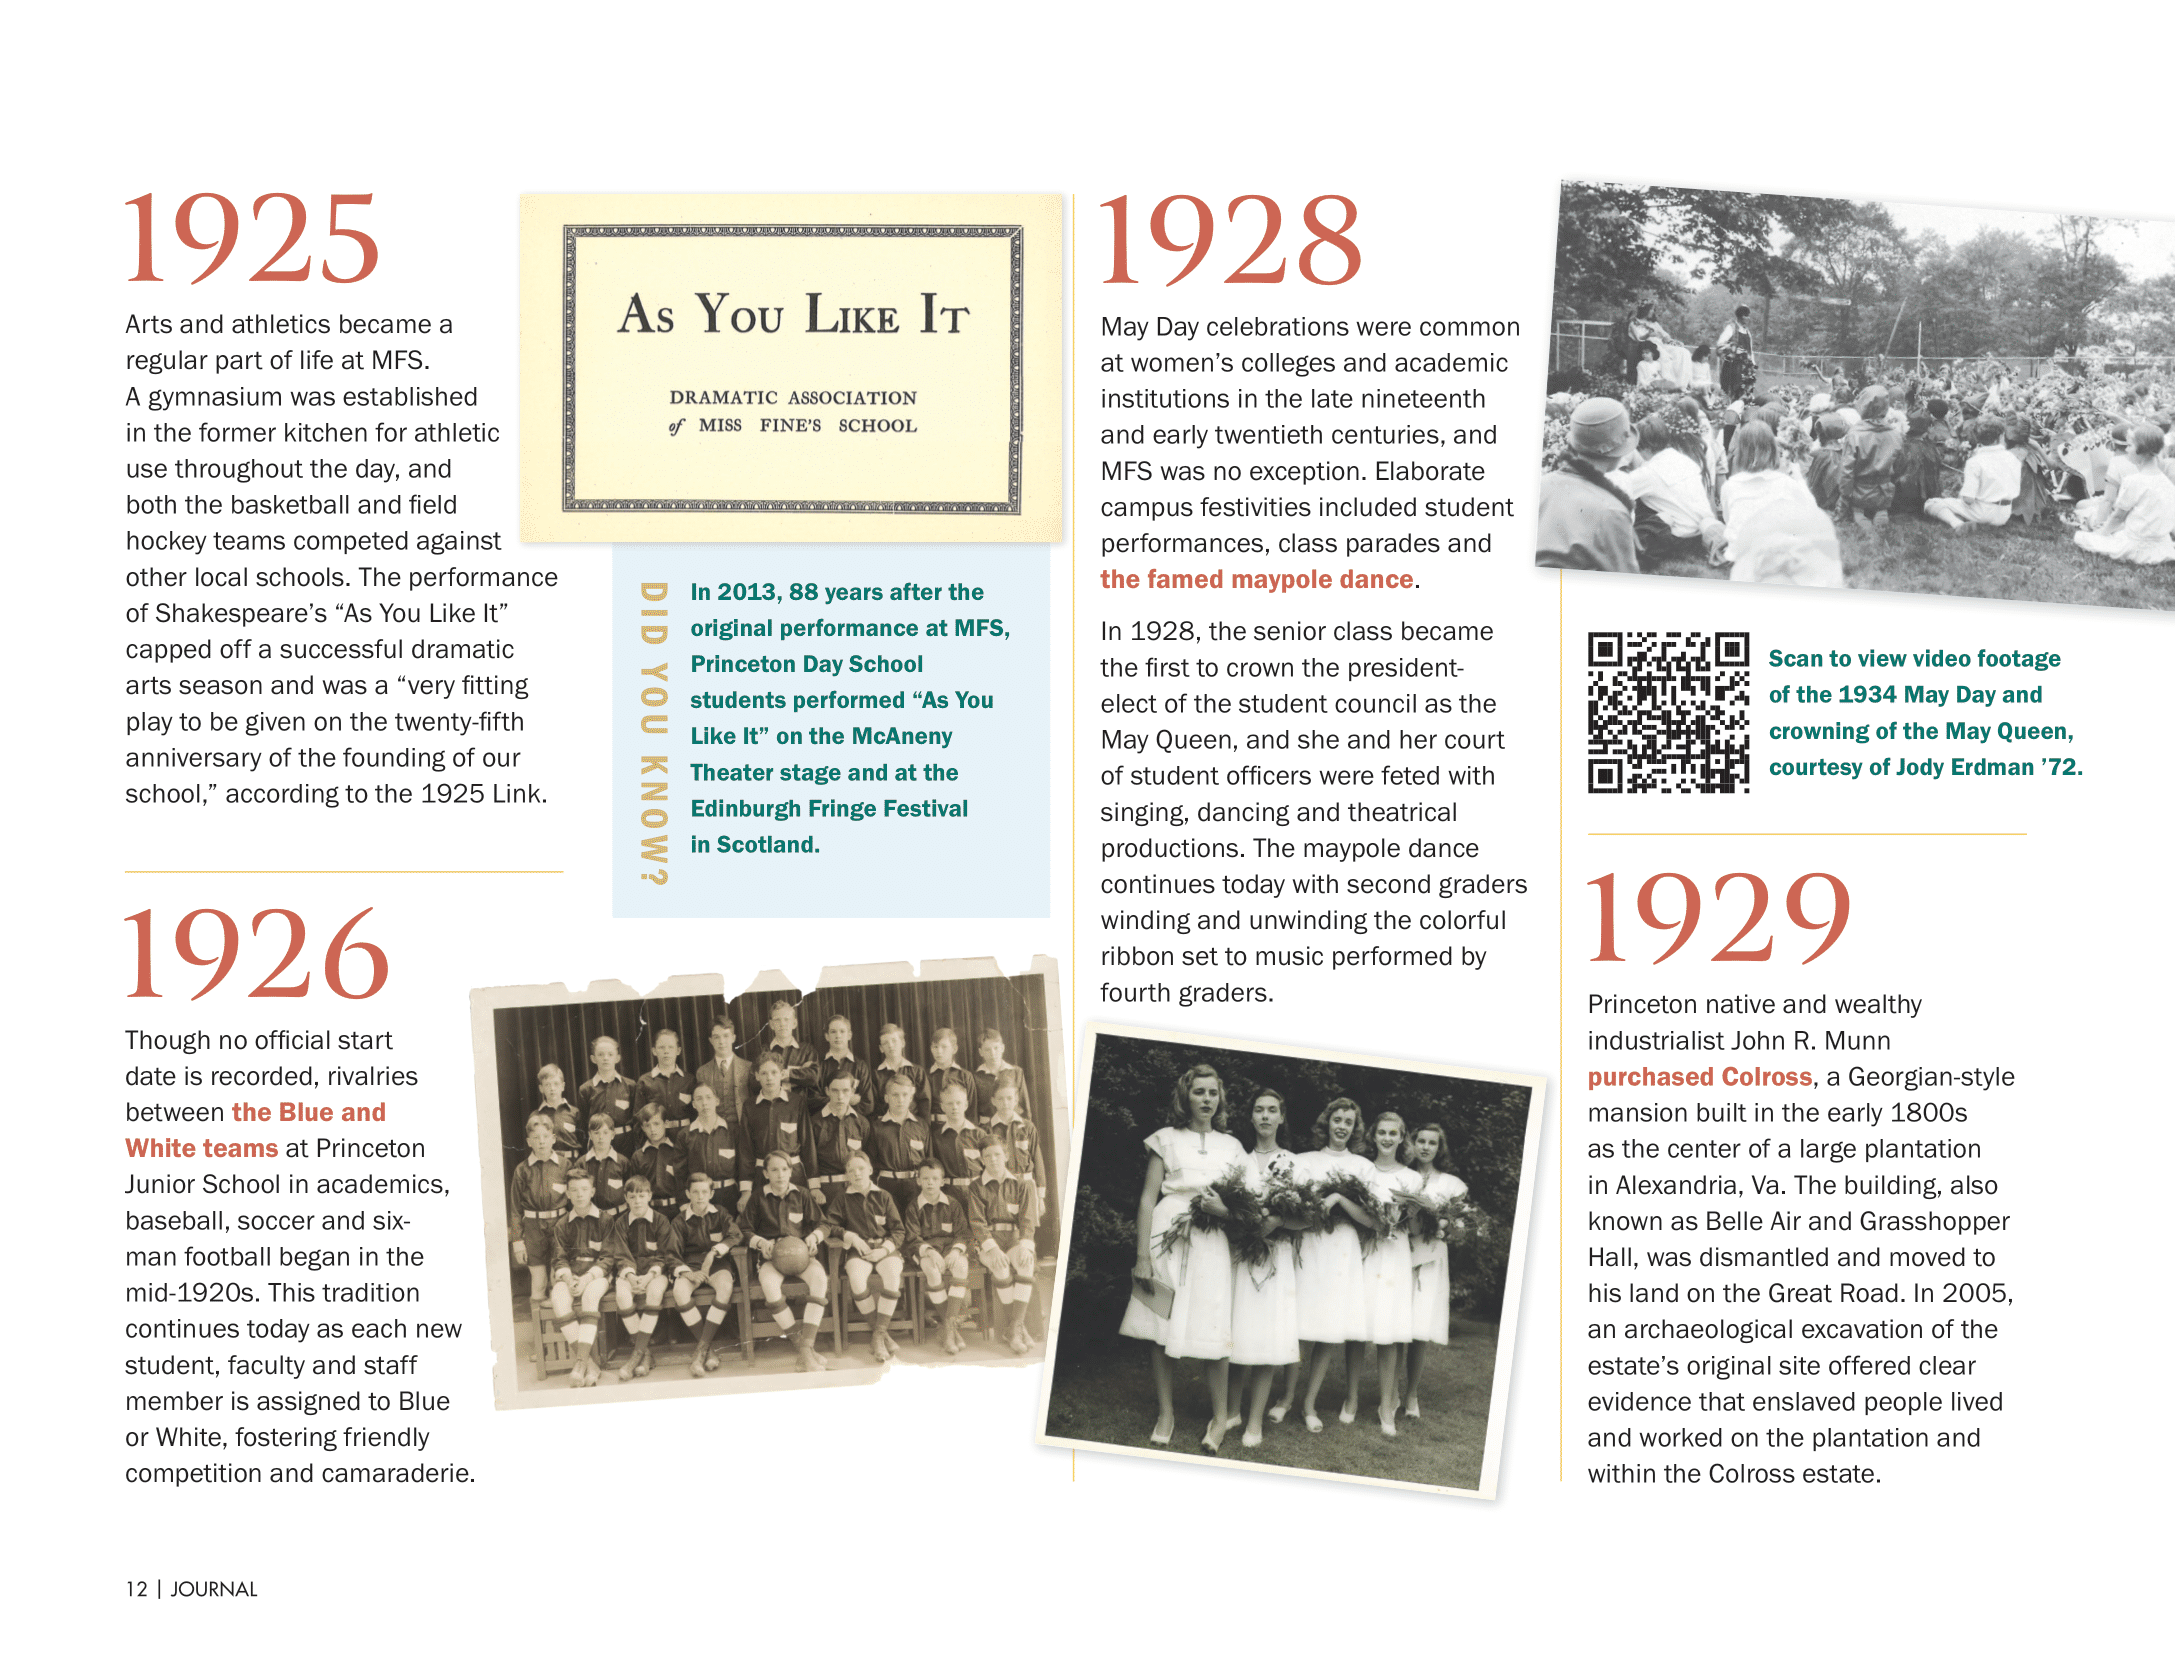 1925
Arts and athletics became a
regular part of life at MFS.
A gymnasium was established
in the former kitchen for athletic
use throughout the day, and
both the basketball and field
hockey teams competed against
other local schools. The performance
of Shakespeare’s “As You Like It”
capped off a successful dramatic
arts season and was a “very fitting
play to be given on the twenty-fifth
anniversary of the founding of our
school,” according to the 1925 Link.
As You Like It
DRAMATIC ASSOCIATION
of MISS FINE'S SCHOOL
DID YOU KNOW?
In 2013, 88 years after the
original performance at MFS,
Princeton Day School
students performed “As You
Like It” on the McAneny
Theater stage and at the
Edinburgh Fringe Festival
in Scotland.
1926
Though no official start
date is recorded, rivalries
between the Blue and
White teams at Princeton
Junior School in academics,
baseball, soccer and six-
man football began in the
mid-1920s. This tradition
continues today as each new
student, faculty and staff
member is assigned to Blue
or White, fostering friendly
competition and camaraderie.
1928
May Day celebrations were common
at women’s colleges and academic
institutions in the late nineteenth
and early twentieth centuries, and
MFS was no exception. Elaborate
campus festivities included student
performances, class parades and
the famed maypole dance.
In 1928, the senior class became
the first to crown the president-
elect of the student council as the
May Queen, and she and her court
of student officers were feted with
singing, dancing and theatrical
productions. The maypole dance
continues today with second graders
winding and unwinding the colorful
ribbon set to music performed by
fourth graders.
Scan to view video footage
of the 1934 May Day and
crowning of the May Queen,
courtesy of Jody Erdman ’72.
1929
Princeton native and wealthy
industrialist John R. Munn
purchased Colross, a Georgian-style
mansion built in the early 1800s
as the center of a large plantation
in Alexandria, Va. The building, also
known as Belle Air and Grasshopper
Hall, was dismantled and moved to
his land on the Great Road. In 2005,
an archaeological excavation of the
estate’s original site offered clear
evidence that enslaved people lived
and worked on the plantation and
within the Colross estate.
12 | JOURNAL